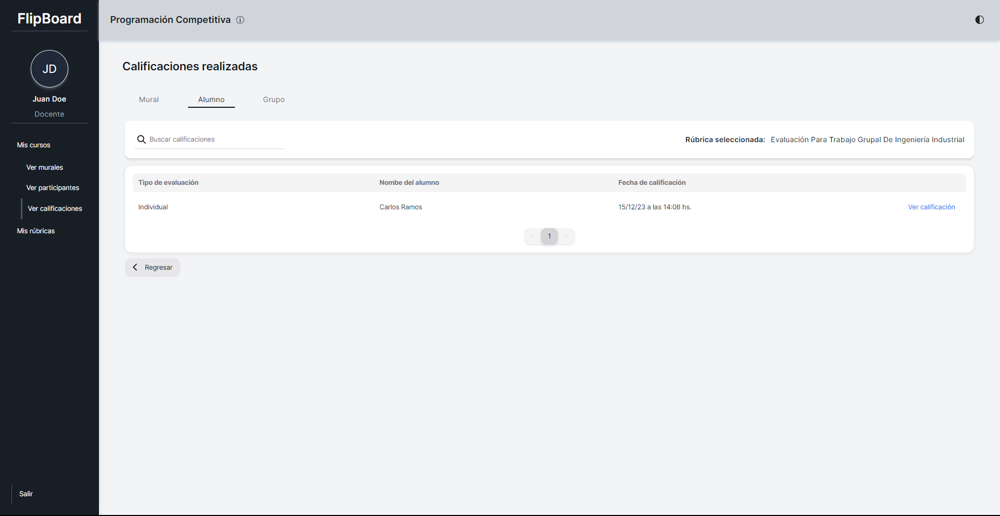 FlipBoard
JD
Juan Doe
Docente
Mis cursos
Ver murales
Ver participantes
Ver calificaciones
Mis rúbricas
Salir
Programación Competitiva
Calificaciones realizadas
Mural Alumno Grupo
Buscar calificaciones Rúbrica seleccionada: Evaluación Para Trabajo Grupal De Ingeniería Industrial
Tipo de evaluación Nombe del alumno Fecha de calificación
Individual Carlos Ramos 15/12/23 a las 14:08 hs. Ver calificación
1
Regresar